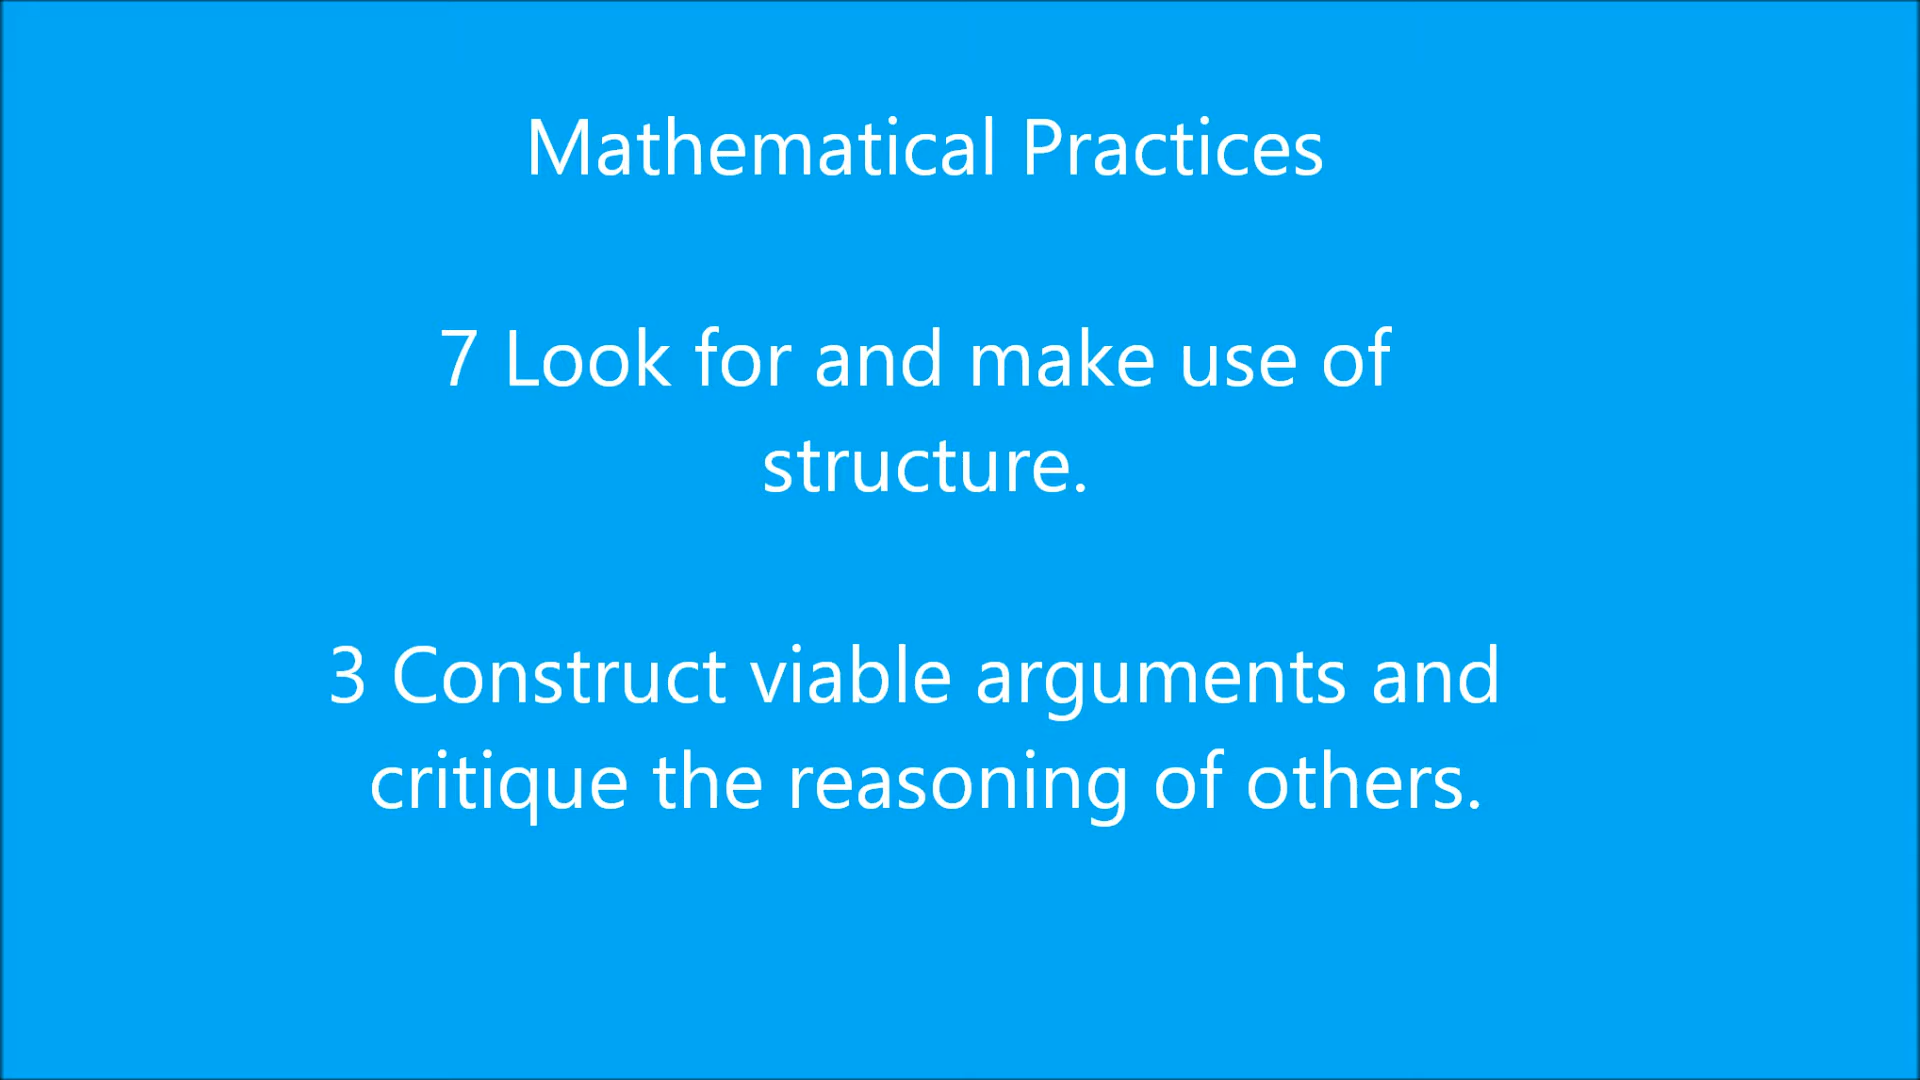 Mathematical Practices
7 Look for and make use of
structure.
3 Construct viable arguments and
critique the reasoning of others.